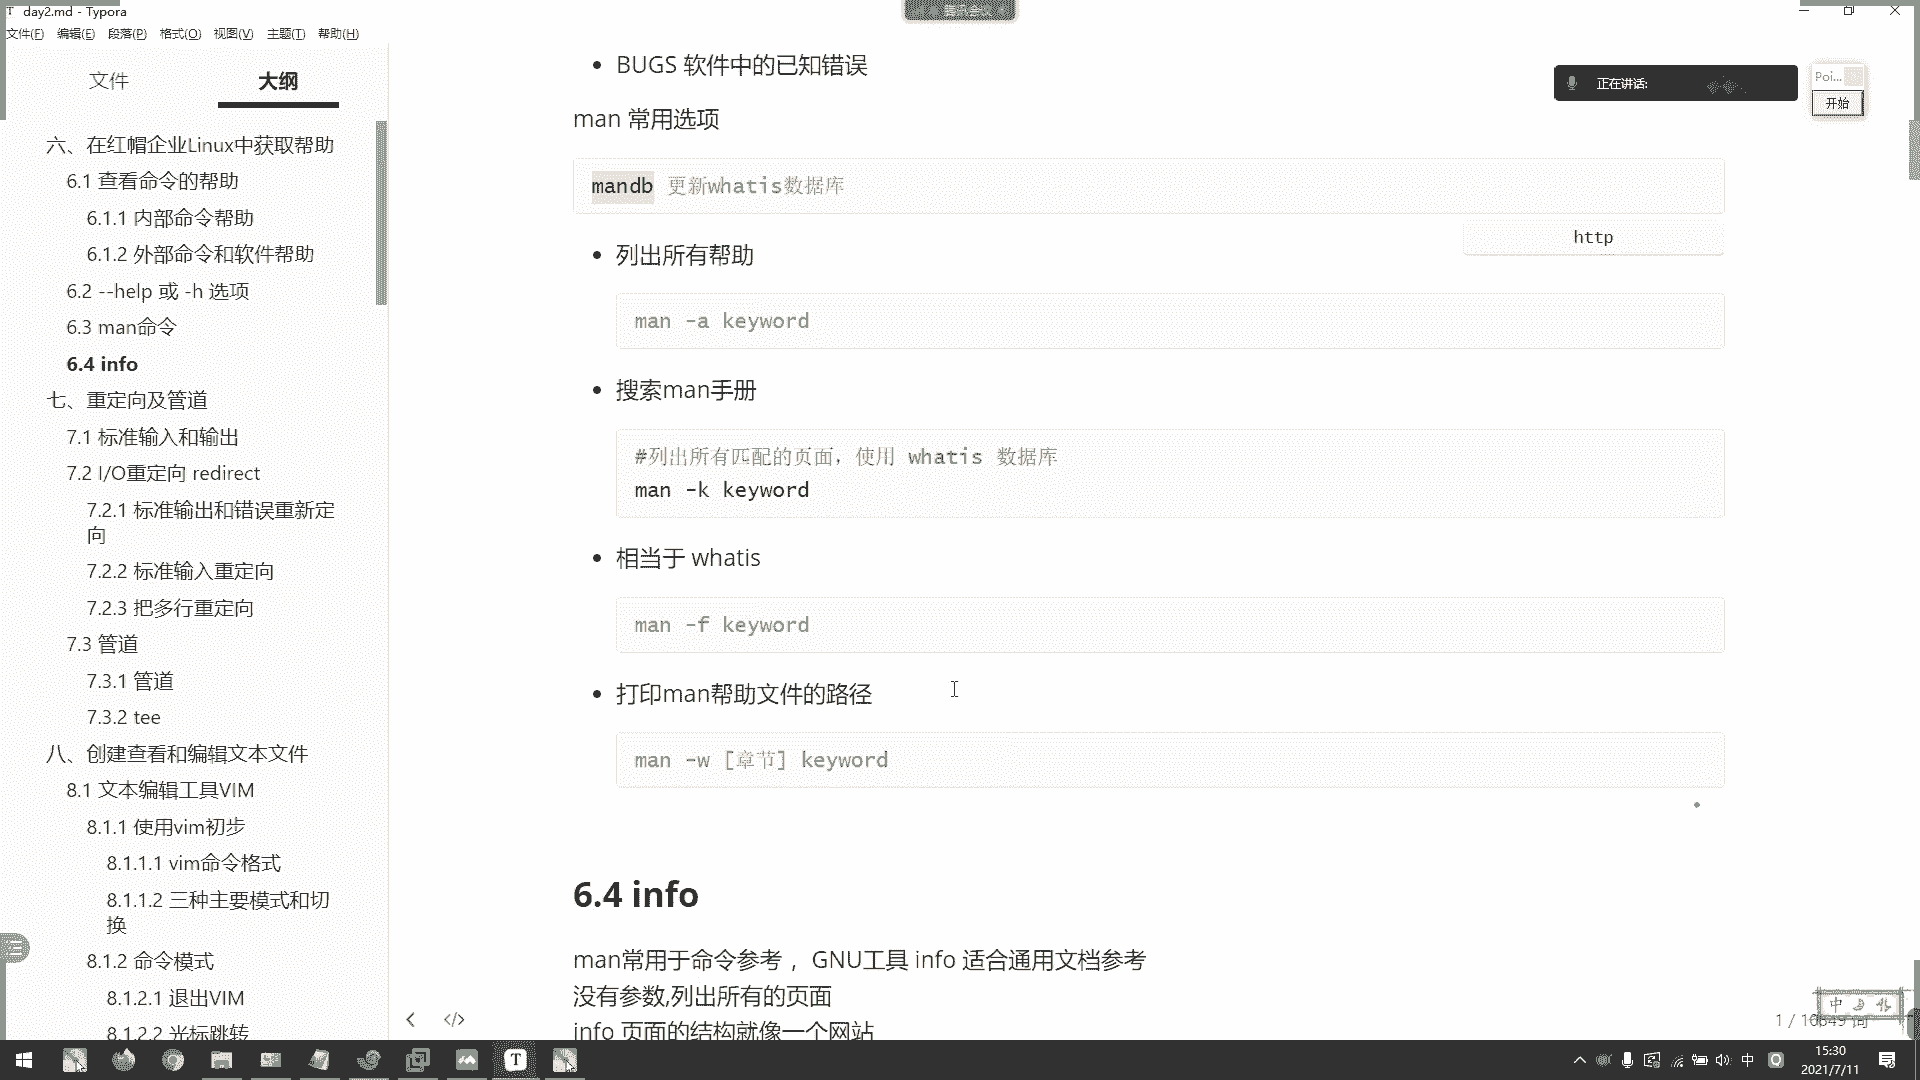 day2.md - Typora
文件(F) 编辑(E) 段落(P) 格式(O) 视图(V) 主题(T) 帮助(H)
文件
大纲
六、在红帽企业Linux中获取帮助
6.1 查看命令的帮助
6.1.1 内部命令帮助
6.1.2 外部命令和软件帮助
6.2 --help 或 -h 选项
6.3 man命令
6.4 info
七、重定向及管道
7.1 标准输入和输出
7.2 I/O重定向 redirect
7.2.1 标准输出和错误重新定
向
7.2.2 标准输入重定向
7.2.3 把多行重定向
7.3 管道
7.3.1 管道
7.3.2 tee
八、创建查看和编辑文本文件
8.1 文本编辑工具VIM
8.1.1 使用vim初步
8.1.1.1 vim命令格式
8.1.1.2 三种主要模式和切
换
8.1.2 命令模式
8.1.2.1 退出VIM
8.1.2.2 光标跳转
腾讯会议
正在讲话:
Poi...
开始
BUGS 软件中的已知错误
man 常用选项
mandb 更新whatis数据库
http
列出所有帮助
man -a keyword
搜索man手册
#列出所有匹配的页面，使用 whatis 数据库
man -k keyword
相当于 whatis
man -f keyword
打印man帮助文件的路径
man -w [章节] keyword
6.4 info
man常用于命令参考 ，GNU工具 info 适合通用文档参考
没有参数,列出所有的页面
info 页面的结构就像一个网站
中
1 / 10849 词
中
15:30
2021/7/11